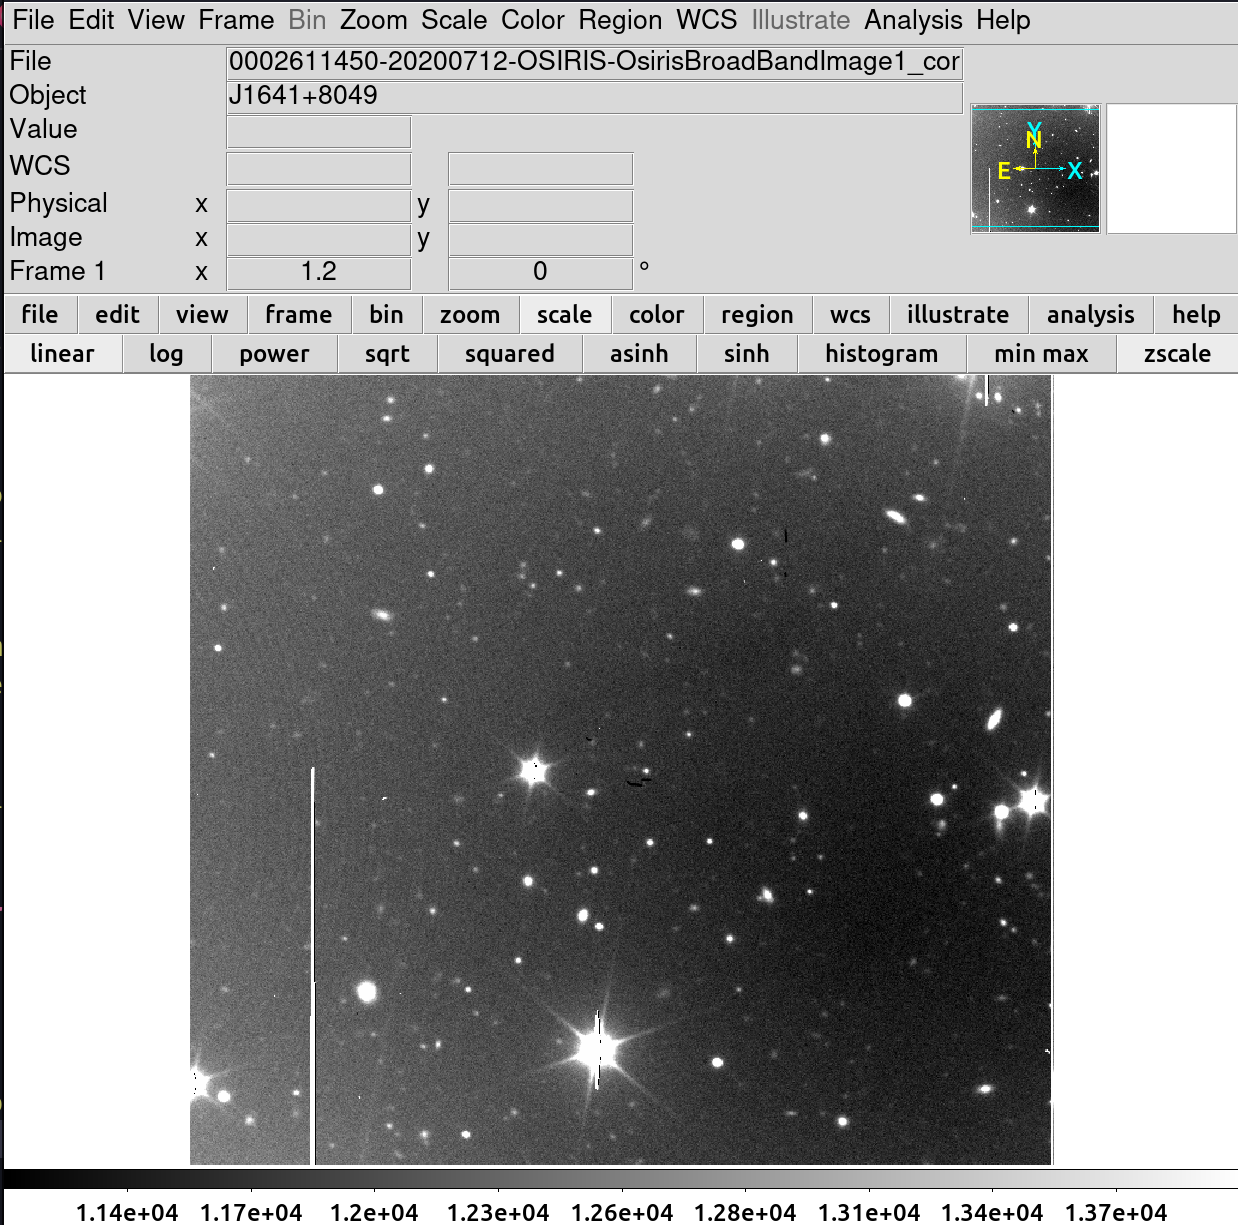 File Edit View Frame Bin Zoom Scale Color Region WCS Illustrate Analysis Help
File 0002611450-20200712-OSIRIS-OsirisBroadBandImage1_cor
Object J1641+8049
Value
WCS
Physical x y
Image x y
Frame 1 x 1.2 0 °
Y
N
E X
file edit view frame bin zoom scale color region wcs illustrate analysis help
linear log power sqrt squared asinh sinh histogram min max zscale
1.14e+04 1.17e+04 1.2e+04 1.23e+04 1.26e+04 1.28e+04 1.31e+04 1.34e+04 1.37e+04